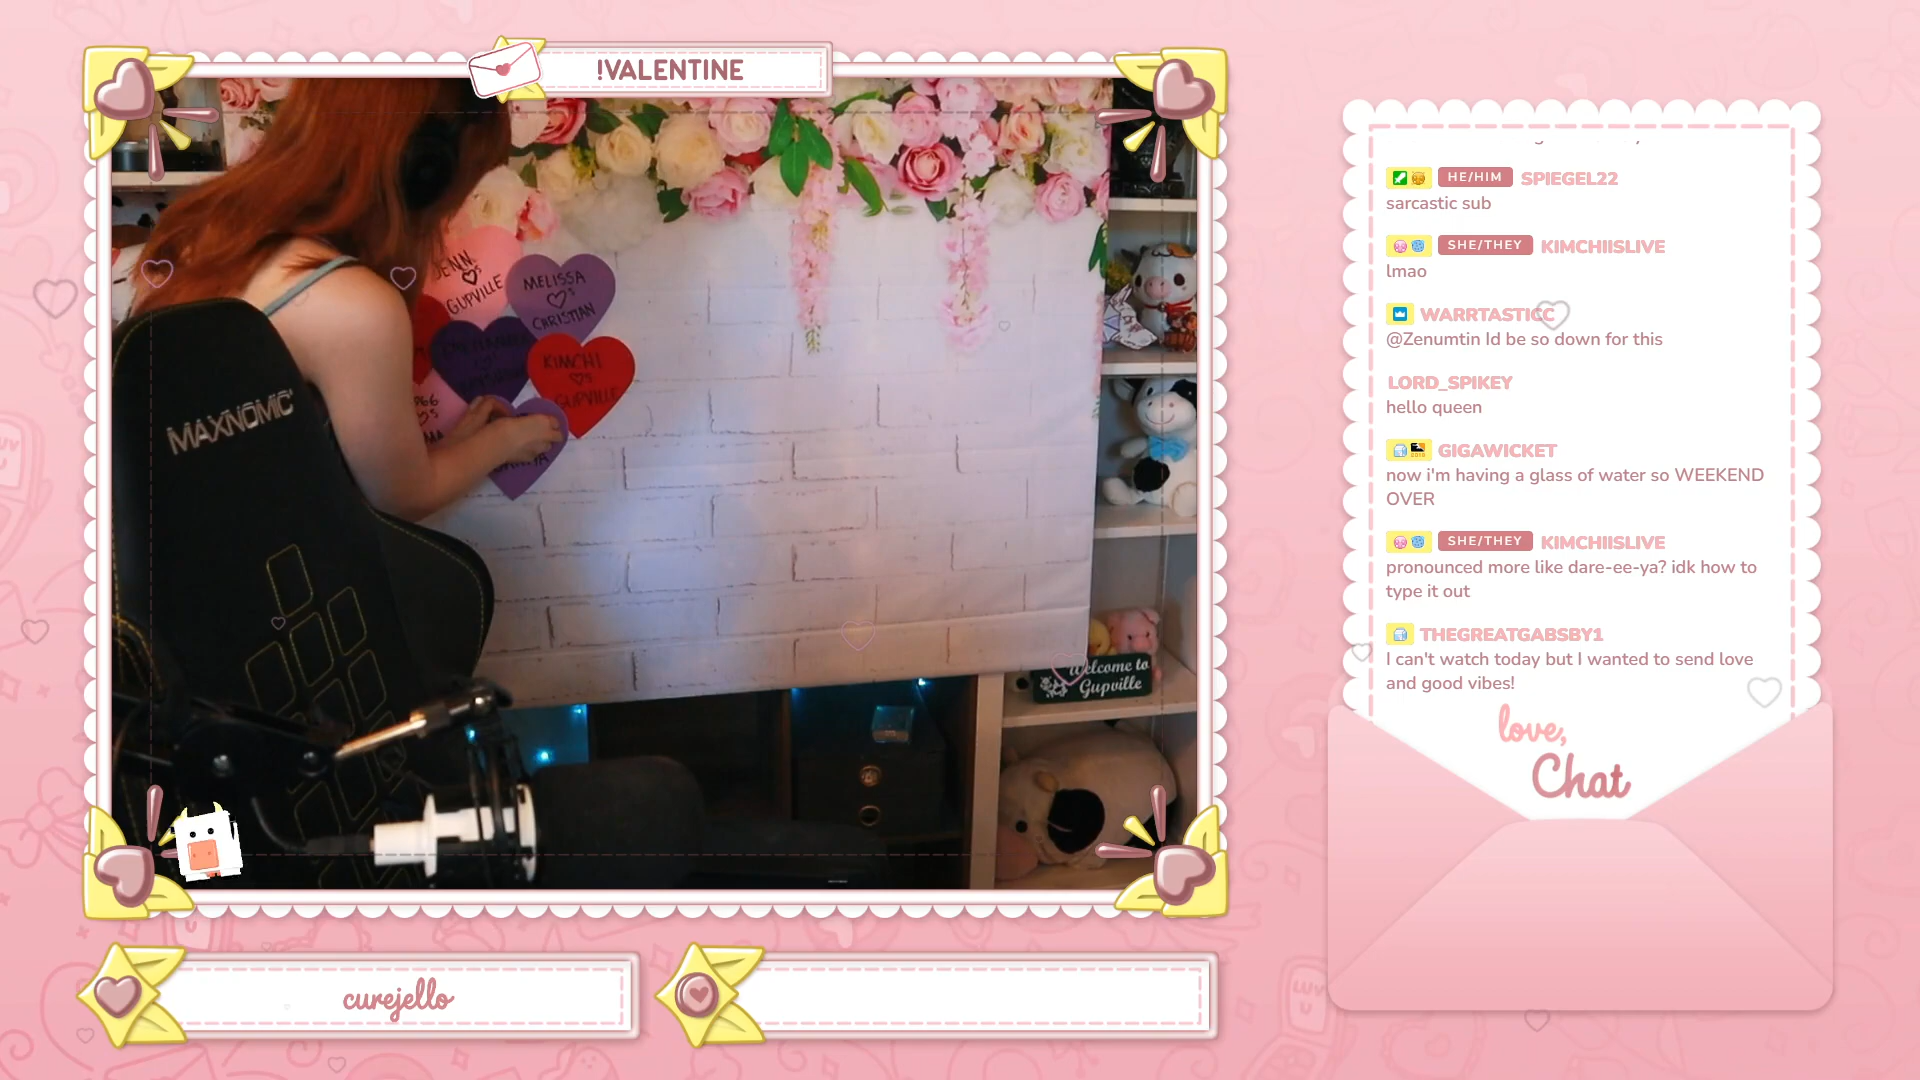 !VALENTINE
JENN
'S
GUPVILLE
MELISSA
'S
CHRISTIAN
KIMCHI
'S
GUPVILLE
MAXNOMIC
Welcome to
Gupville
HE/HIM SPIEGEL22
sarcastic sub
SHE/THEY KIMCHIISLIVE
lmao
WARRTASTICC
@Zenumtin Id be so down for this
LORD_SPIKEY
hello queen
GIGAWICKET
now i'm having a glass of water so WEEKEND
OVER
SHE/THEY KIMCHIISLIVE
pronounced more like dare-ee-ya? idk how to
type it out
THEGREATGABSBY1
I can't watch today but I wanted to send love
and good vibes!
love,
Chat
curejello